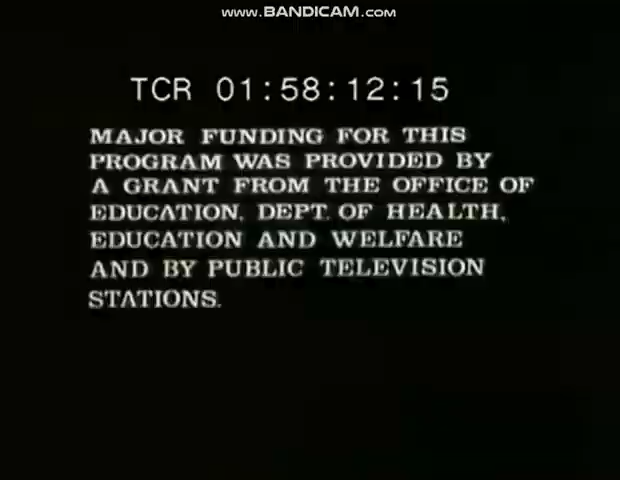 www.BANDICAM.com
TCR 01:58:12:15
MAJOR FUNDING FOR THIS
PROGRAM WAS PROVIDED BY
A GRANT FROM THE OFFICE OF
EDUCATION, DEPT. OF HEALTH,
EDUCATION AND WELFARE
AND BY PUBLIC TELEVISION
STATIONS.